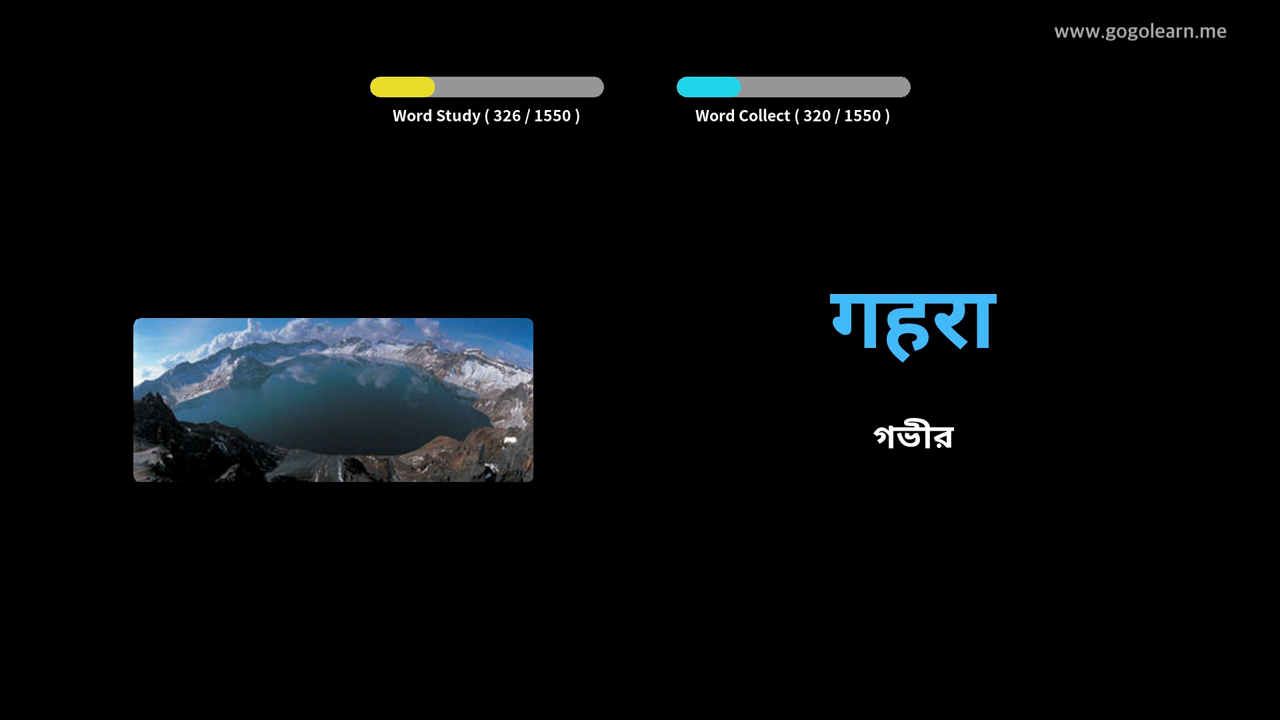 www.gogolearn.me
Word Study ( 326 / 1550 )
Word Collect ( 320 / 1550 )
गहरा
গভীর